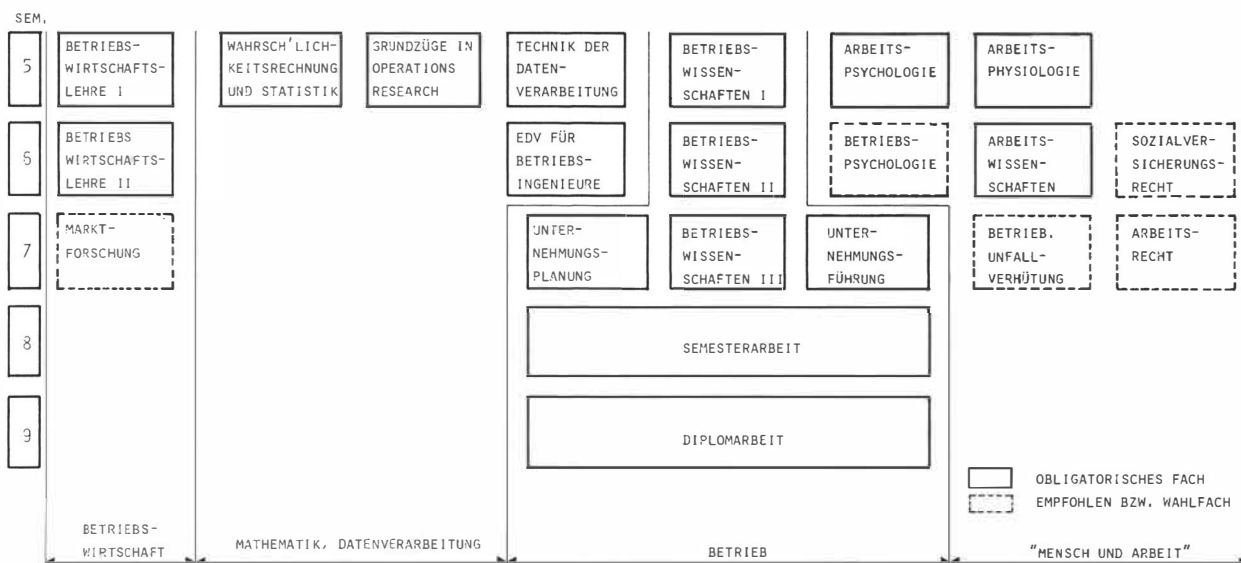 SEM.
5
BETRIEBS-
WIRTSCHAFTS-
LEHRE I
WAHRSCH'LICH-
KEITSRECHNUNG
UND STATISTIK
GRUNDZÜGE IN
OPERATIONS
RESEARCH
TECHNIK DER
DATEN-
VERARBEITUNG
BETRIEBS-
WISSEN-
SCHAFTEN I
ARBEITS-
PSYCHOLOGIE
ARBEITS-
PHYSIOLOGIE
6
BETRIEBS
WIRTSCHAFTS-
LEHRE II
EDV FÜR
BETRIEBS-
INGENIEURE
BETRIEBS-
WISSEN-
SCHAFTEN II
BETRIEBS-
PSYCHOLOGIE
ARBEITS-
WISSEN-
SCHAFTEN
SOZIALVER-
SICHERUNGS-
RECHT
7
MARKT-
FORSCHUNG
UNTER-
NEHMUNGS-
PLANUNG
BETRIEBS-
WISSEN-
SCHAFTEN III
UNTER-
NEHMUNGS-
FÜHRUNG
BETRIEB.
UNFALL-
VERHÜTUNG
ARBEITS-
RECHT
8
SEMESTERARBEIT
9
DIPLOMARBEIT
OBLIGATORISCHES FACH
EMPFOHLEN BZW. WAHLFACH
BETRIEBS-
WIRTSCHAFT
MATHEMATIK, DATENVERARBEITUNG
BETRIEB
"MENSCH UND ARBEIT"